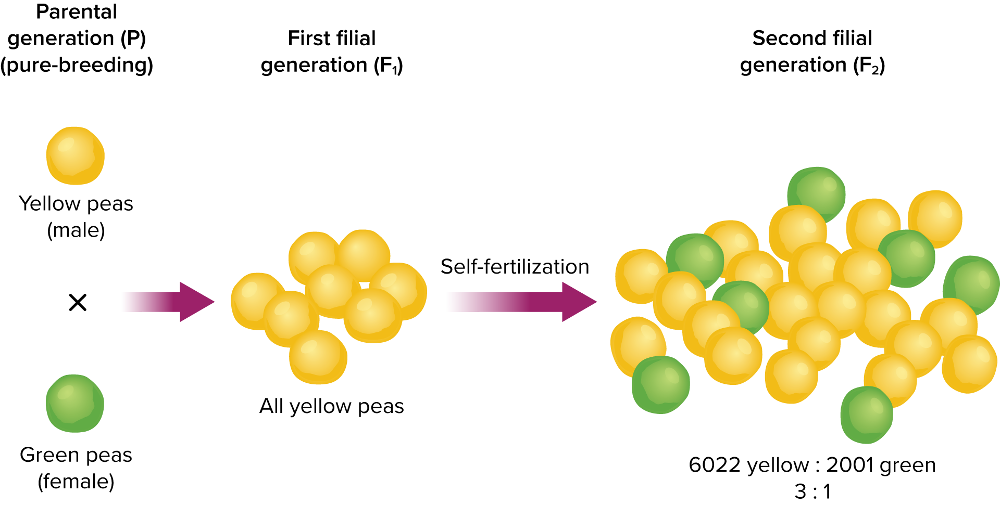 Parental
generation (P)
(pure-breeding)
First filial
generation (F₁)
Second filial
generation (F₂)
Yellow peas
(male)
×
Green peas
(female)
All yellow peas
Self-fertilization
6022 yellow : 2001 green
3 : 1